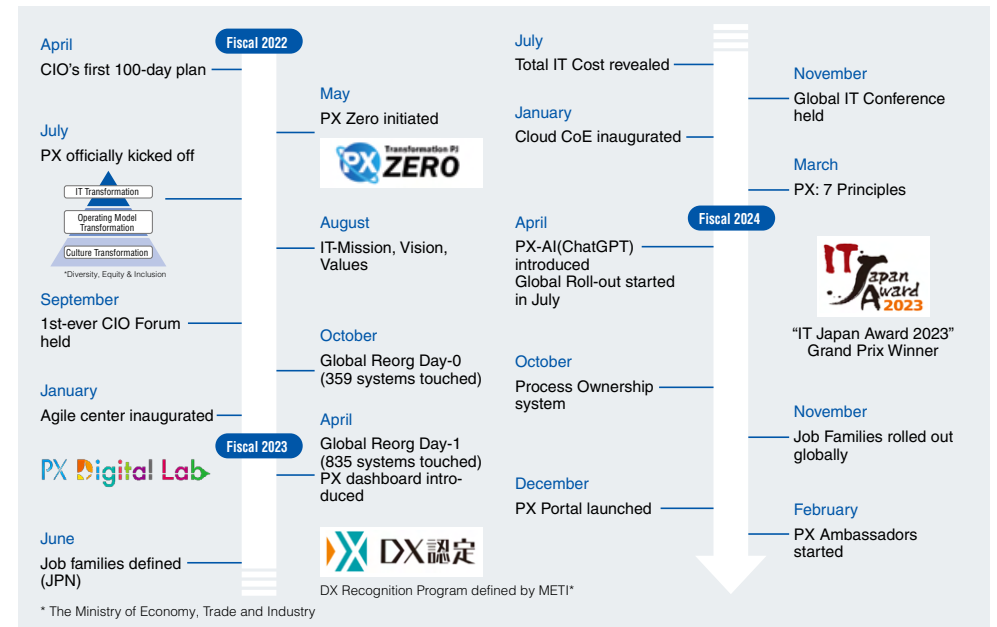 Fiscal 2022
April
CIO's first 100-day plan
May
PX Zero initiated
Transformation PJ
PX ZERO
July
PX officially kicked off
IT Transformation
Operating Model
Transformation
Culture Transformation
*Diversity, Equity & Inclusion
August
IT-Mission, Vision,
Values
September
1st-ever CIO Forum
held
October
Global Reorg Day-0
(359 systems touched)
January
Agile center inaugurated
Fiscal 2023
April
Global Reorg Day-1
(835 systems touched)
PX dashboard intro-
duced
PX Digital Lab
DX認定
DX Recognition Program defined by METI*
June
Job families defined
(JPN)
* The Ministry of Economy, Trade and Industry
July
Total IT Cost revealed
November
Global IT Conference
held
January
Cloud CoE inaugurated
March
PX: 7 Principles
Fiscal 2024
April
PX-AI(ChatGPT)
introduced
Global Roll-out started
in July
IT
Japan
Award
2023
“IT Japan Award 2023”
Grand Prix Winner
October
Process Ownership
system
November
Job Families rolled out
globally
December
PX Portal launched
February
PX Ambassadors
started